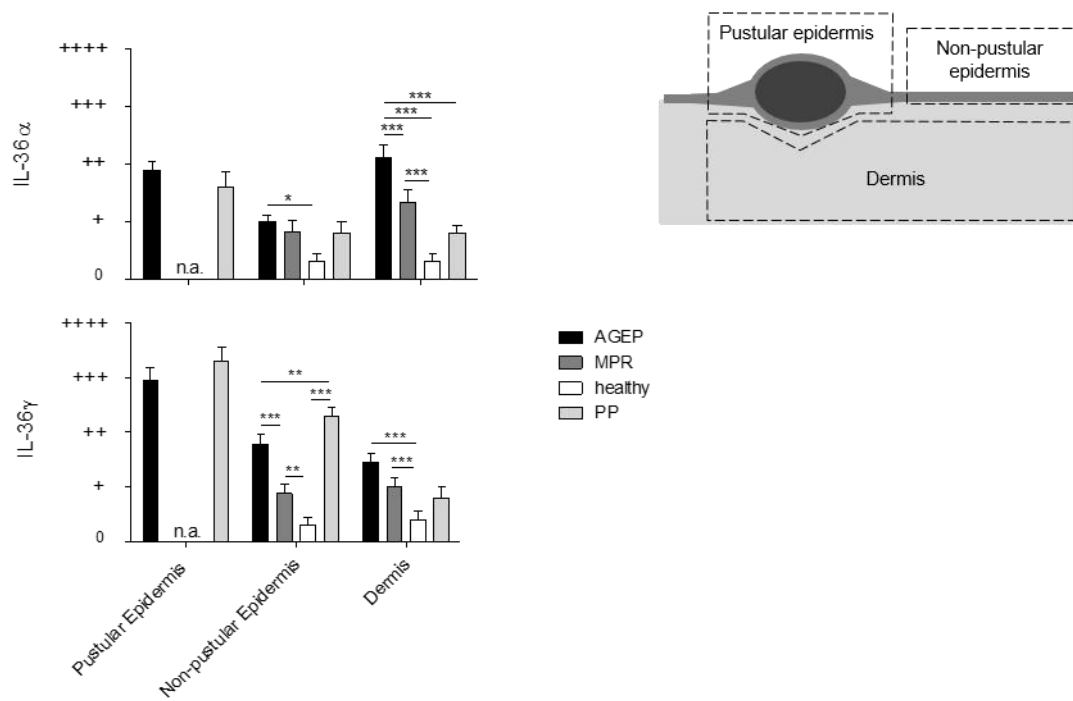 ++++
+++
++
+
0
IL-36α
n.a.
*
***
***
***
***
Pustular epidermis
Non-pustular
epidermis
Dermis
++++
+++
++
+
0
IL-36γ
n.a.
**
***
***
**
***
***
Pustular Epidermis
Non-pustular Epidermis
Dermis
AGEP
MPR
healthy
PP